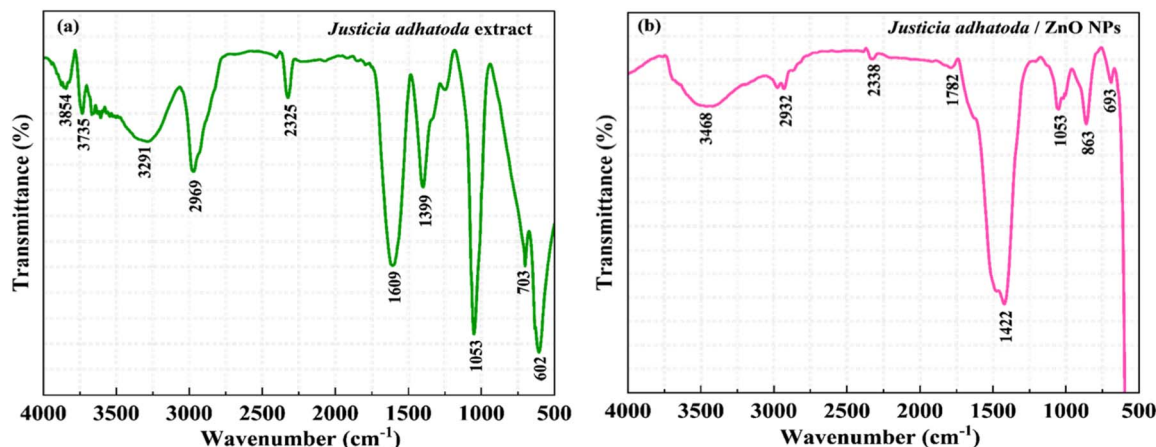 (a)
Justicia adhatoda extract
3854
3735
3291
2969
2325
1609
1399
1053
703
602
Transmittance (%)
4000 3500 3000 2500 2000 1500 1000 500
Wavenumber (cm⁻¹)
(b)
Justicia adhatoda / ZnO NPs
3468
2932
2338
1782
1422
1053
863
693
Transmittance (%)
4000 3500 3000 2500 2000 1500 1000 500
Wavenumber (cm⁻¹)